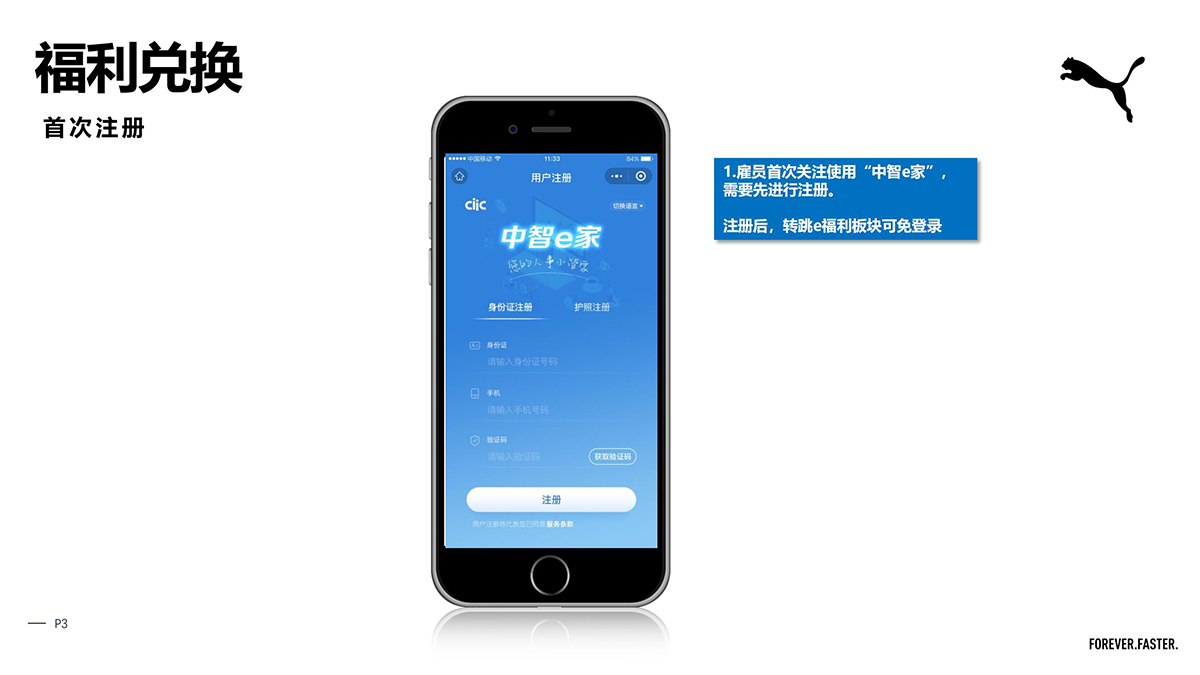 福利兑换
首次注册
中国移动
11:33
84%
用户注册
ciic
切换语言
中智e家
您的人事小管家
身份证注册
护照注册
身份证
请输入身份证号码
手机
请输入手机号码
验证码
请输入验证码
获取验证码
注册
用户注册将代表您已同意 服务条款
1.雇员首次关注使用“中智e家”，
需要先进行注册。
注册后，转跳e福利板块可免登录
P3
FOREVER.FASTER.